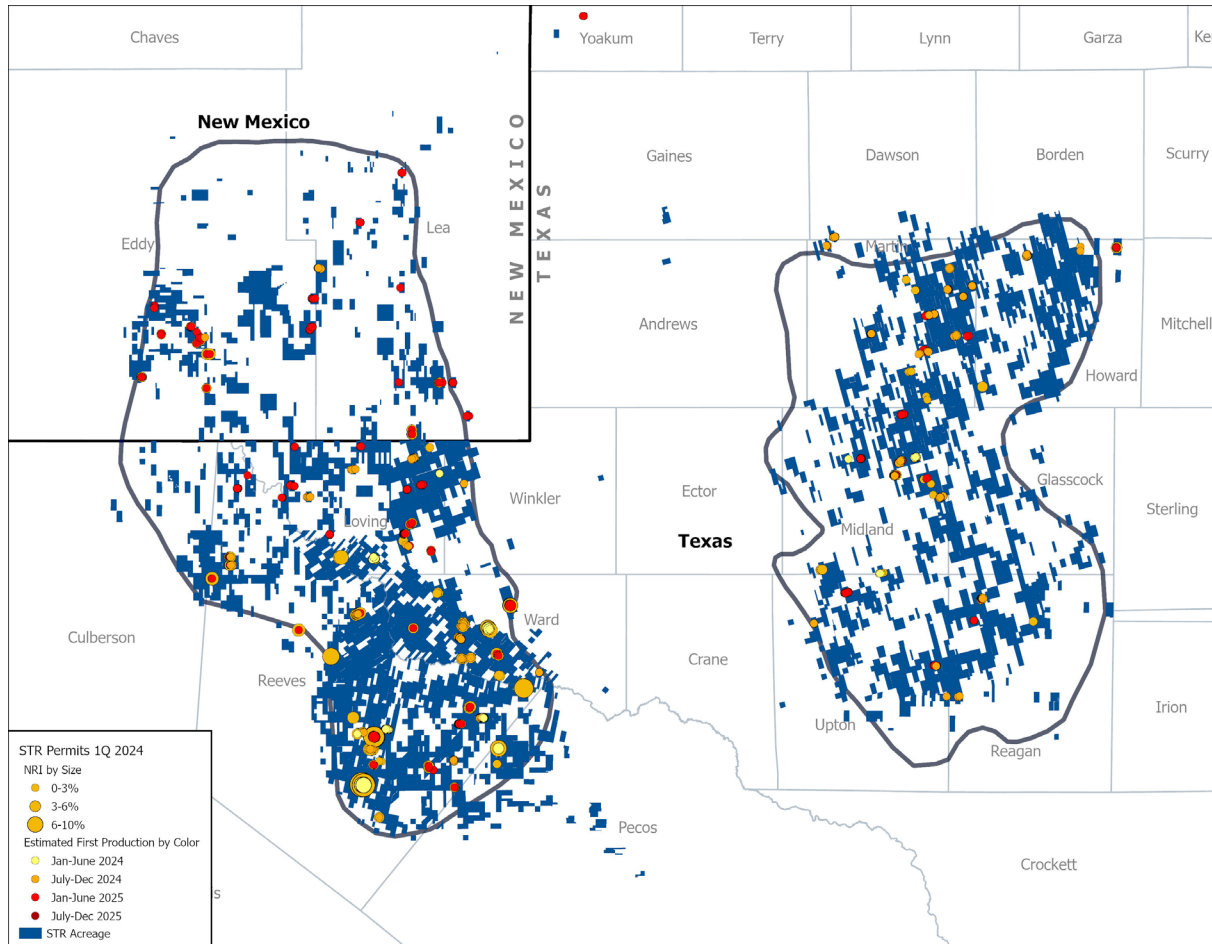 Chaves
Yoakum
Terry
Lynn
Garza
Ke
New Mexico
NEW MEXICO
TEXAS
Gaines
Dawson
Borden
Scurry
Eddy
Lea
Martin
Andrews
Mitchell
Howard
Winkler
Ector
Glasscock
Sterling
Loving
Midland
Texas
Culberson
Ward
Crane
Reeves
Upton
Reagan
Irion
Pecos
Crockett
s
STR Permits 1Q 2024
NRI by Size
0-3%
3-6%
6-10%
Estimated First Production by Color
Jan-June 2024
July-Dec 2024
Jan-June 2025
July-Dec 2025
STR Acreage